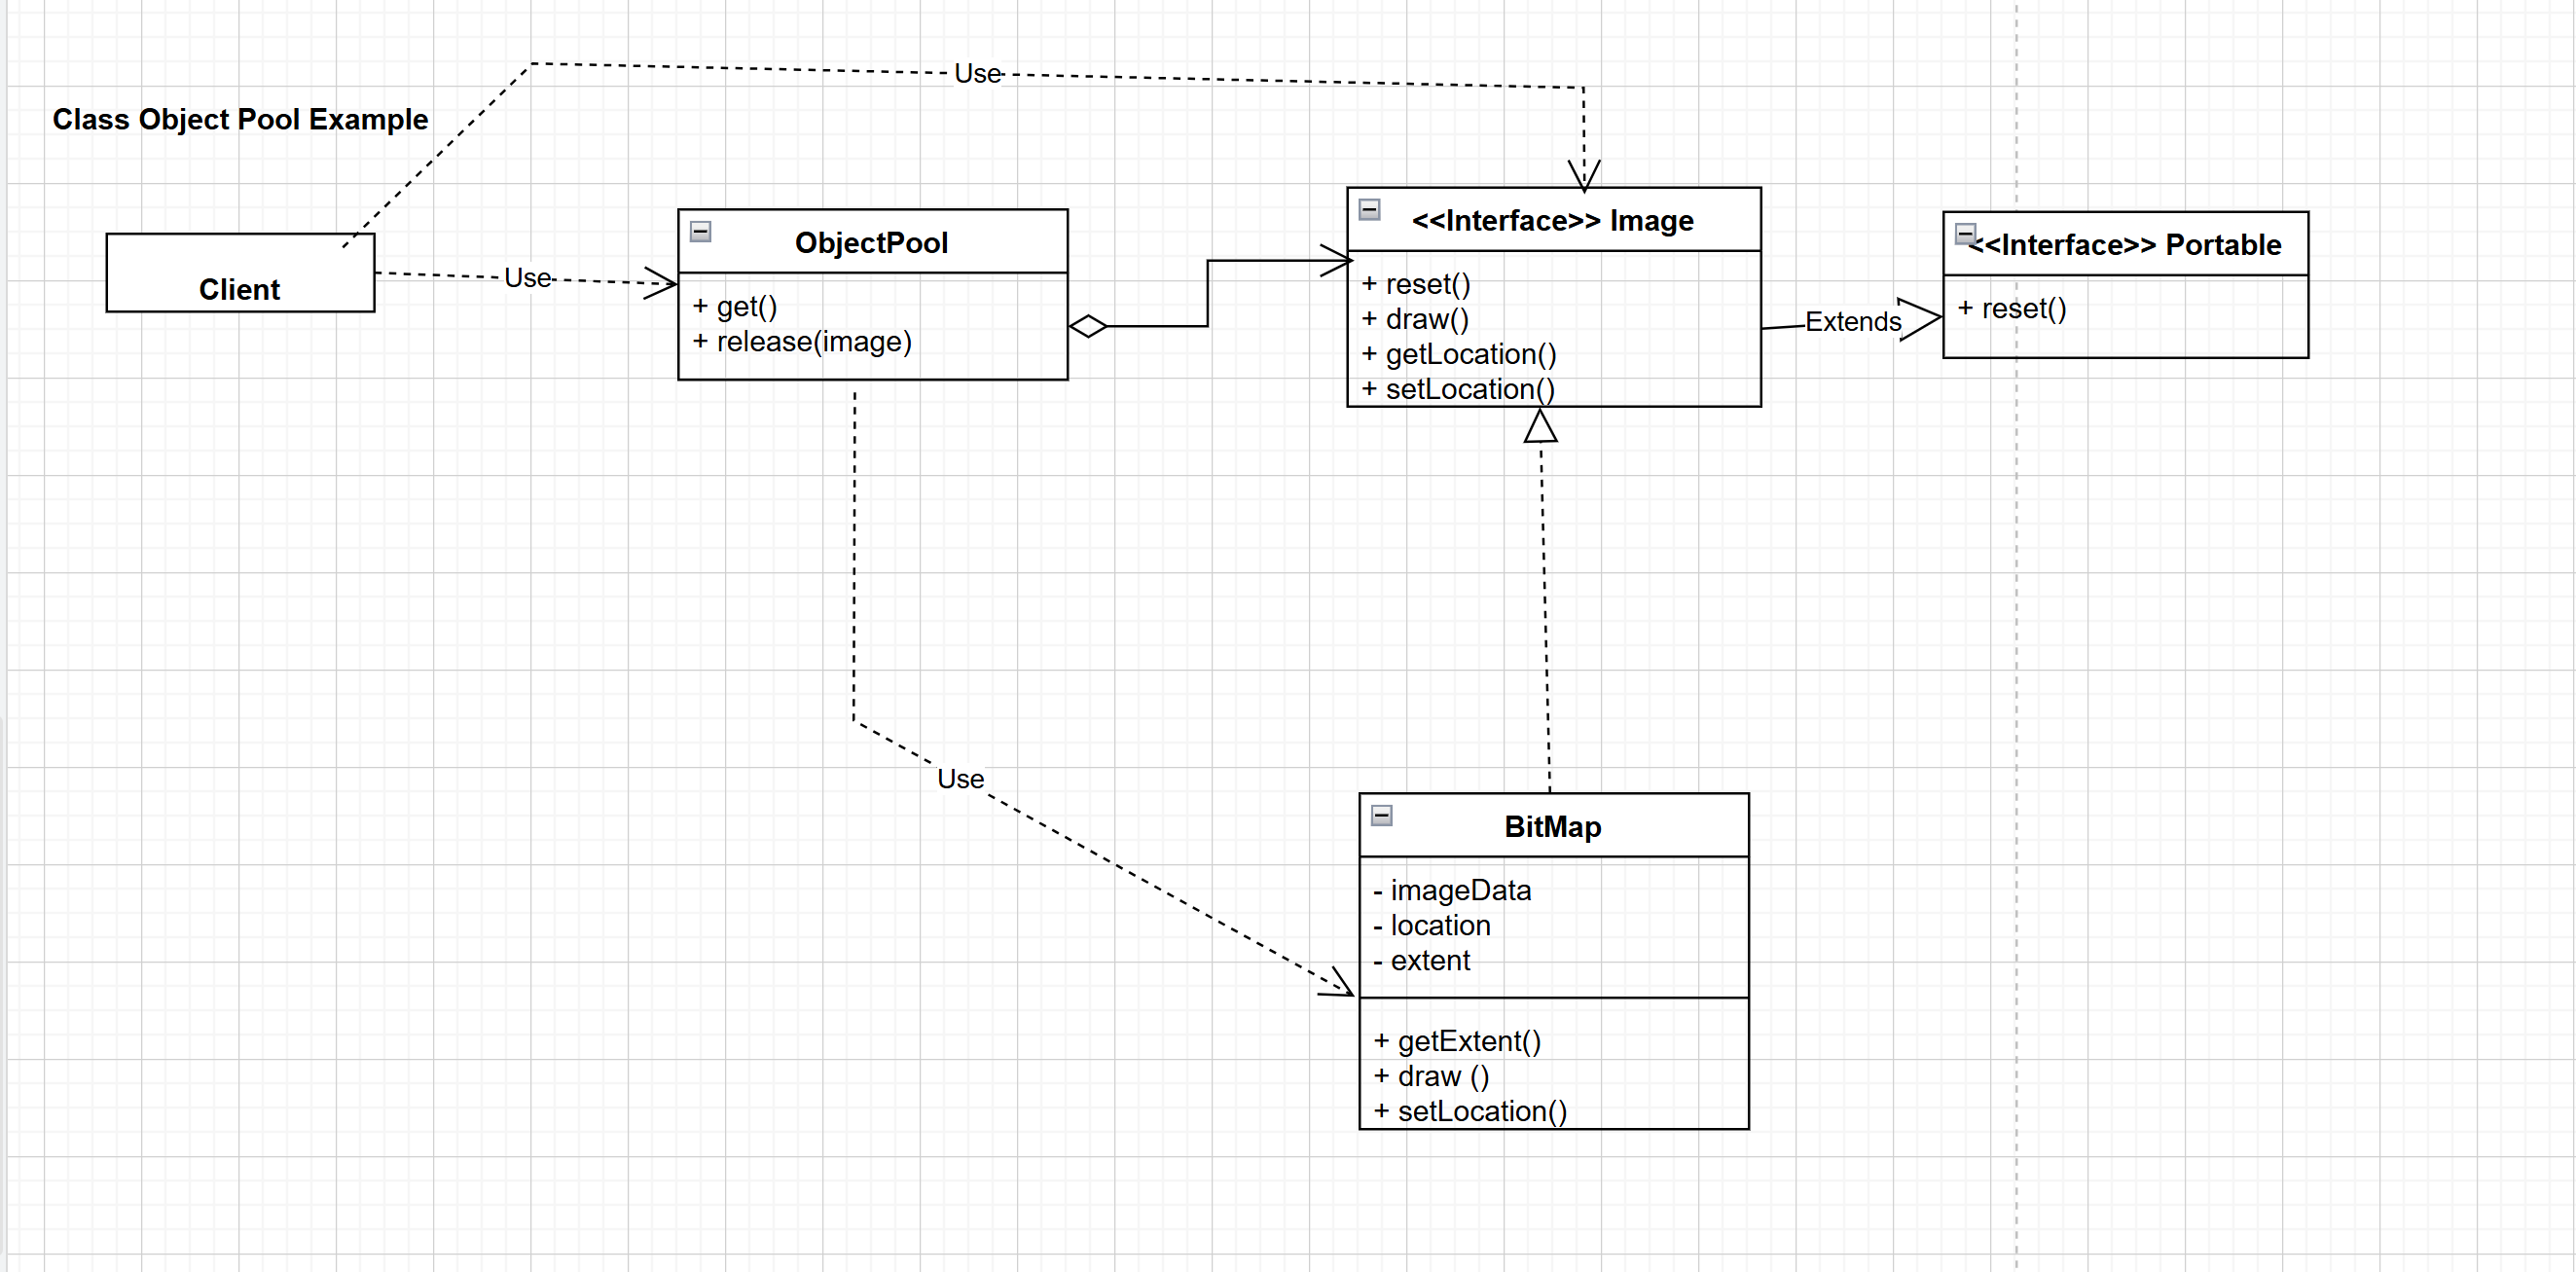 Use
Class Object Pool Example
Client
Use
ObjectPool
+ get()
+ release(image)
<<Interface>> Image
+ reset()
+ draw()
+ getLocation()
+ setLocation()
Extends
<<Interface>> Portable
+ reset()
Use
BitMap
- imageData
- location
- extent
+ getExtent()
+ draw ()
+ setLocation()